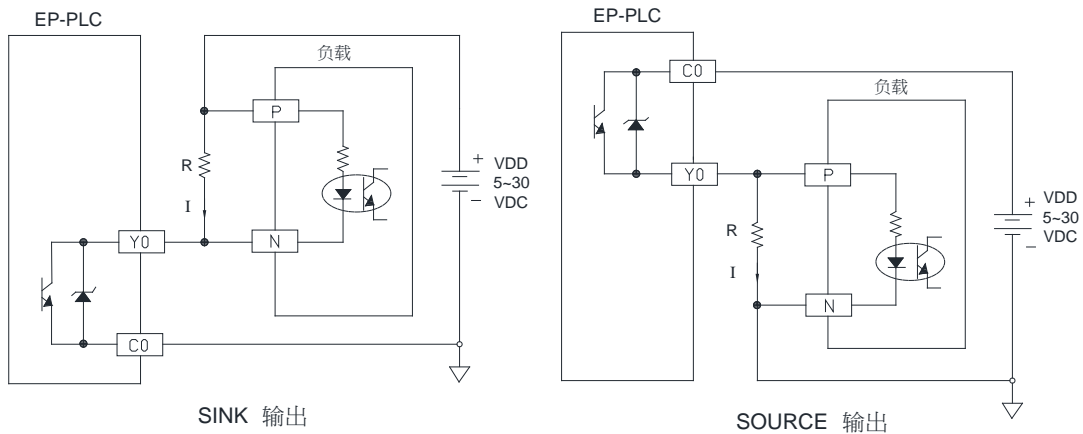 EP-PLC
负载
P
R
I
Y0
N
C0
+ VDD
5~30
− VDC
SINK 输出
EP-PLC
C0
负载
Y0
P
R
I
N
+ VDD
5~30
VDC
−
SOURCE 输出